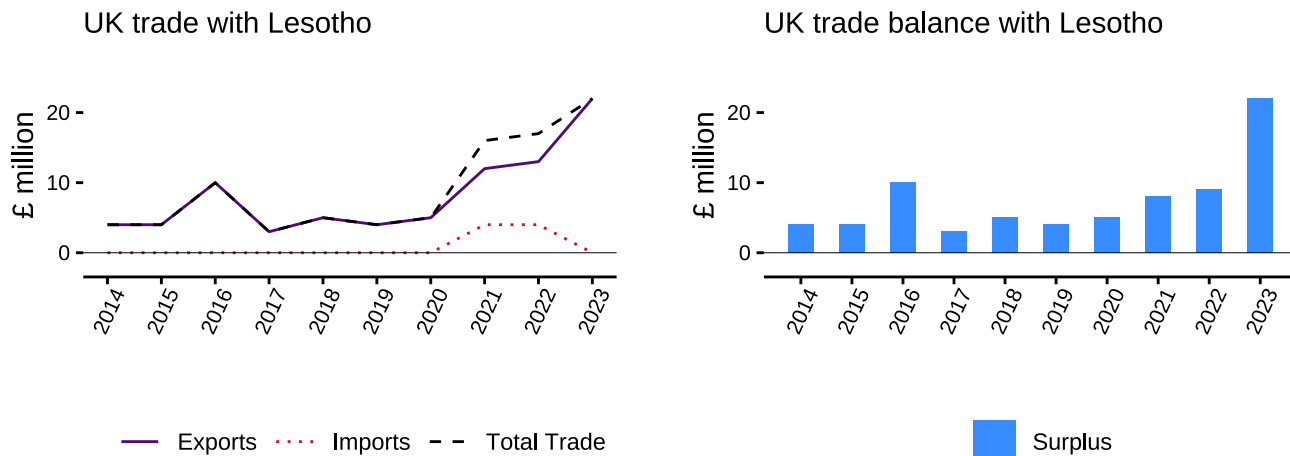 UK trade with Lesotho
£ million
20
10
0
2014 2015 2016 2017 2018 2019 2020 2021 2022 2023
Exports Imports Total Trade
UK trade balance with Lesotho
£ million
20
10
0
2014 2015 2016 2017 2018 2019 2020 2021 2022 2023
Surplus